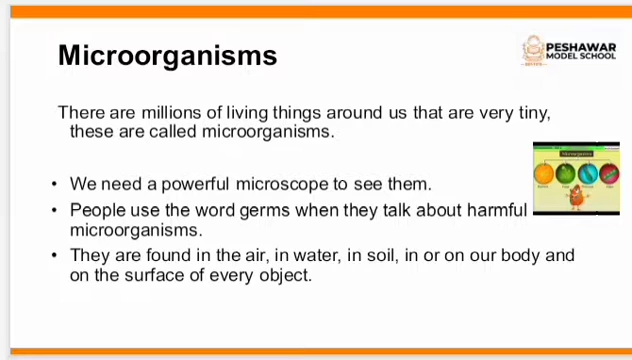 Microorganisms
PESHAWAR
MODEL SCHOOL
There are millions of living things around us that are very tiny,
these are called microorganisms.
• We need a powerful microscope to see them.
• People use the word germs when they talk about harmful
microorganisms.
• They are found in the air, in water, in soil, in or on our body and
on the surface of every object.